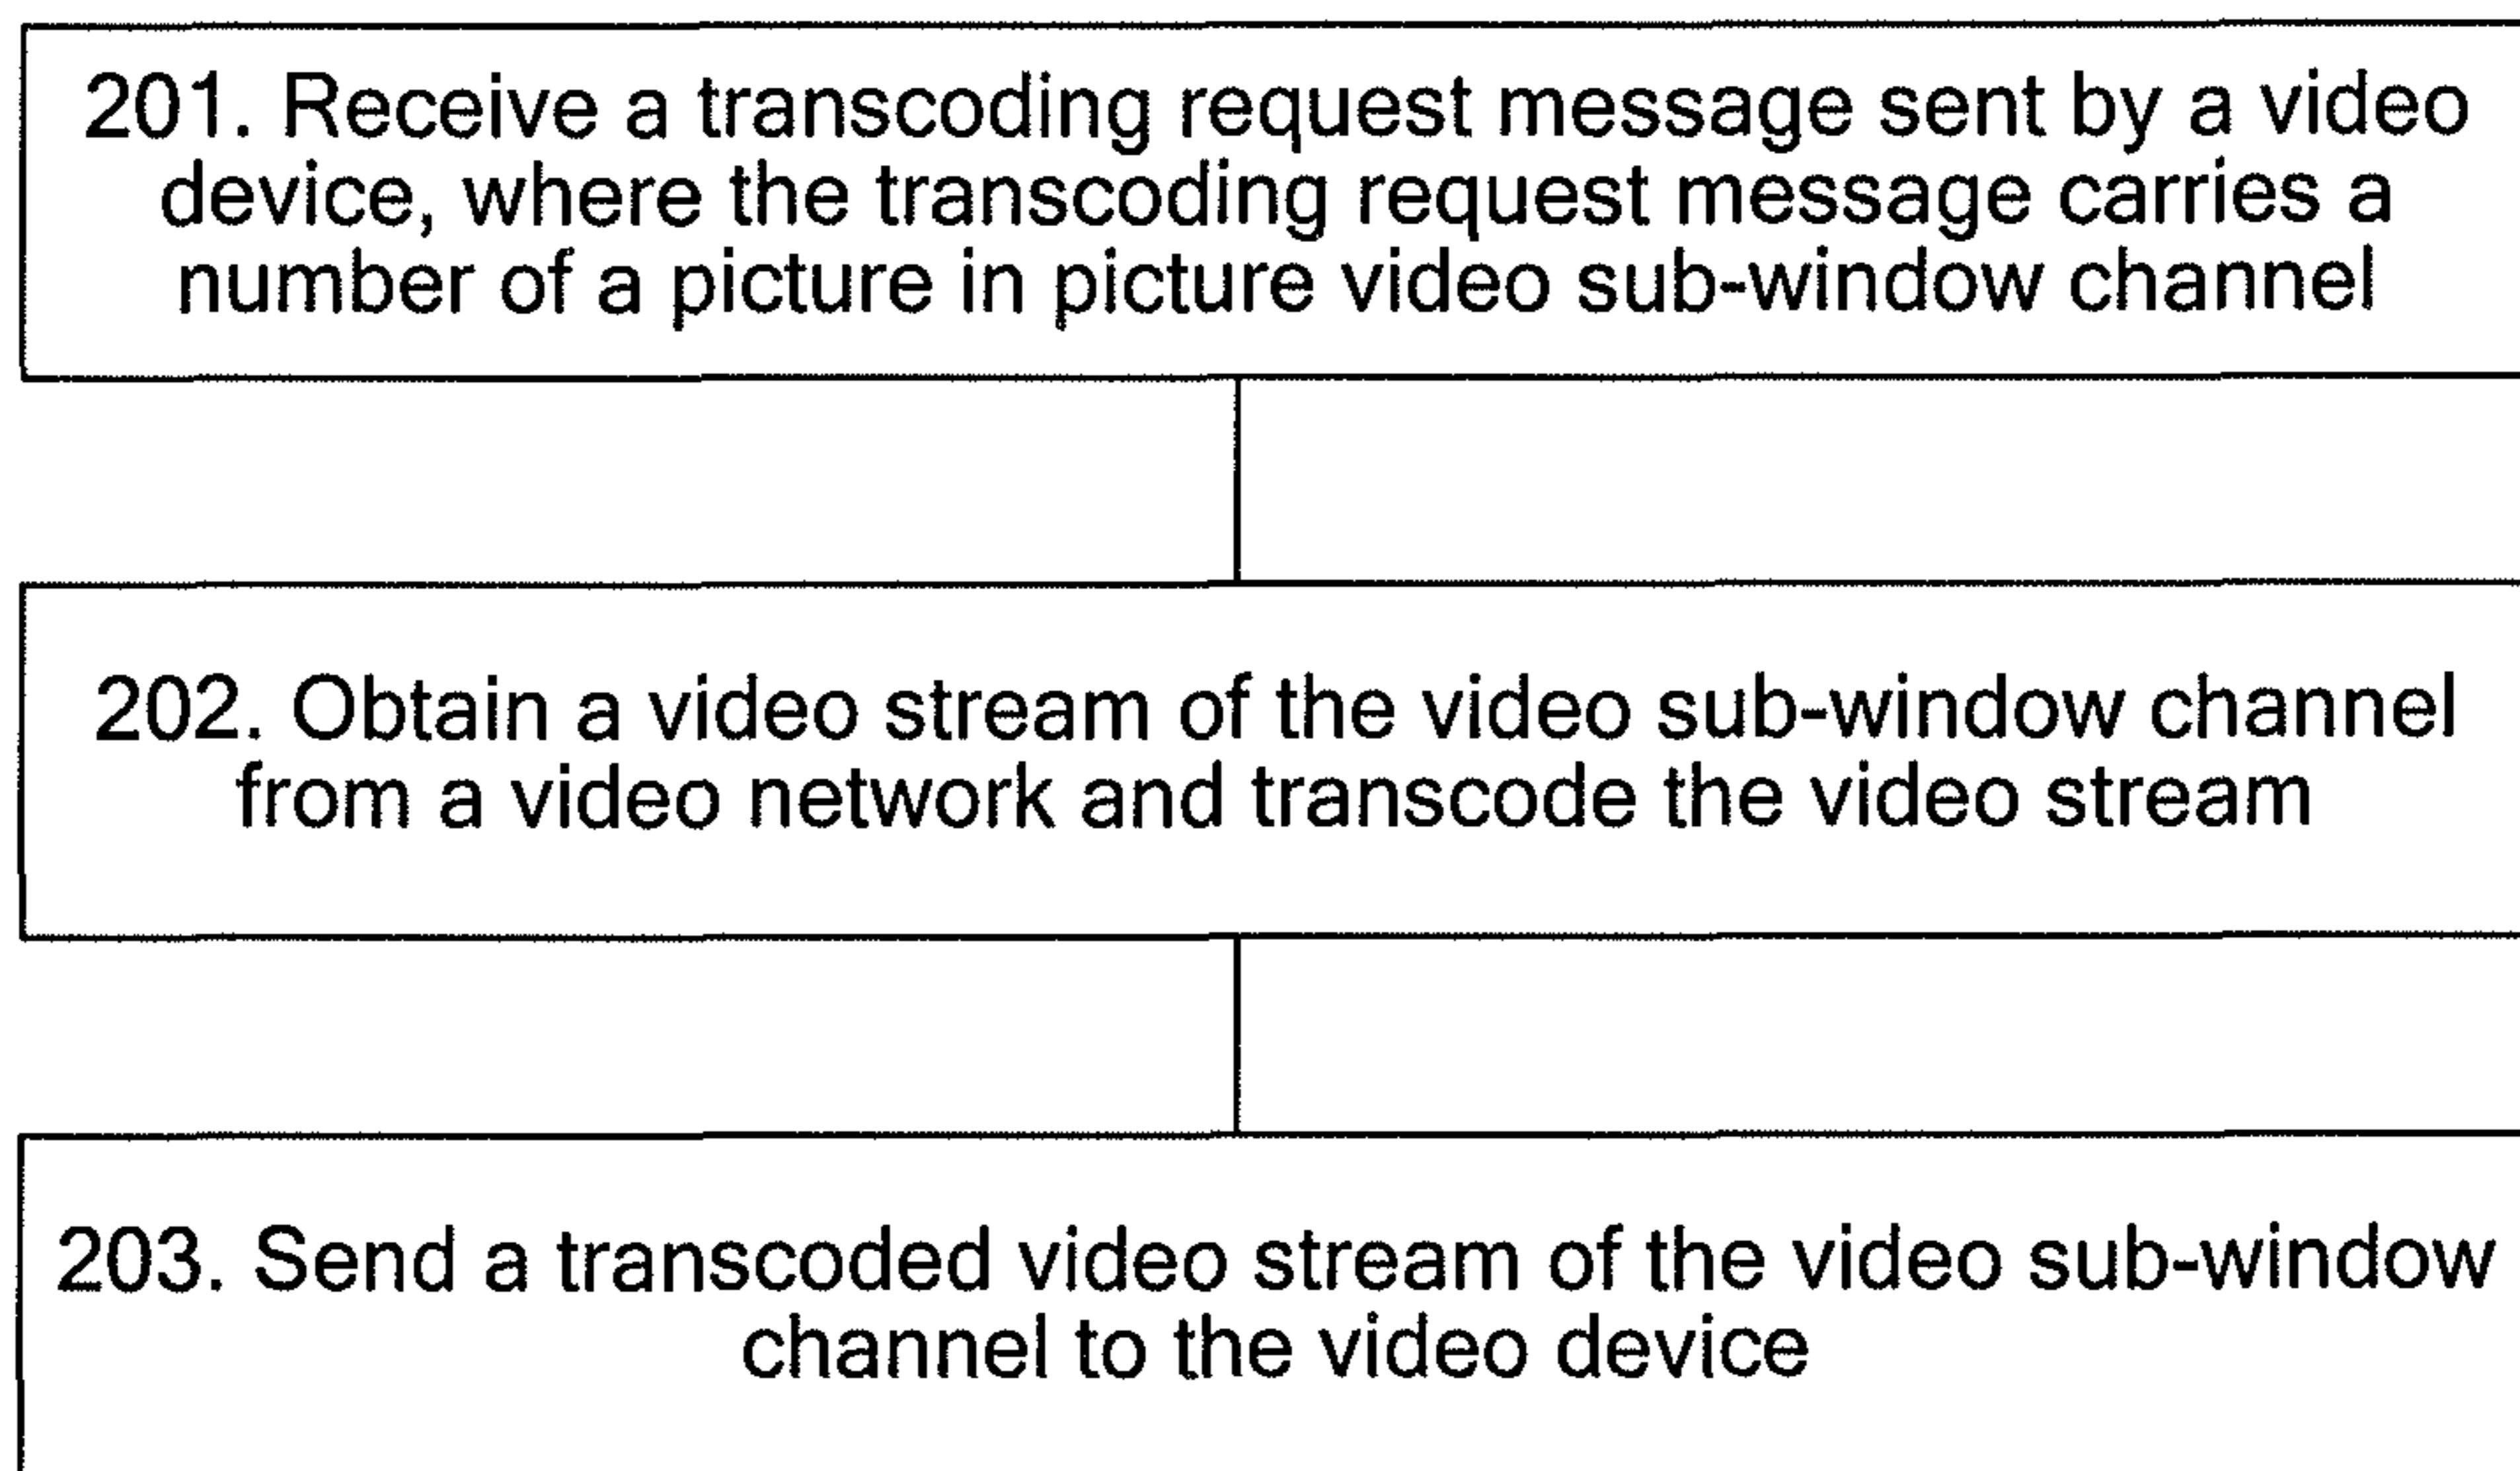 201. Receive a transcoding request message sent by a video
device, where the transcoding request message carries a
number of a picture in picture video sub-window channel
202. Obtain a video stream of the video sub-window channel
from a video network and transcode the video stream
203. Send a transcoded video stream of the video sub-window
channel to the video device